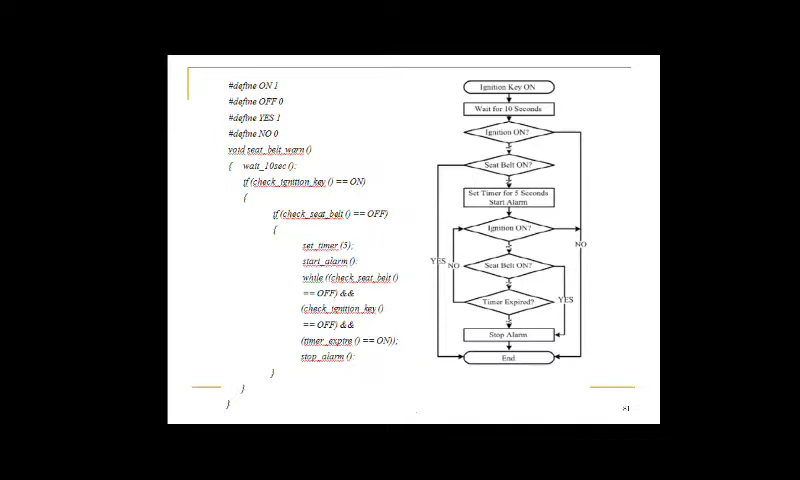 #define ON 1
#define OFF 0
#define YES 1
#define NO 0
void seat_belt_warn ()
{ wait_10sec ();
if (check_ignition_key () == ON)
{
if (check_seat_belt () == OFF)
{
set_timer (5);
start_alarm ();
while ((check_seat_belt ()
== OFF) &&
(check_ignition_key ()
== OFF) &&
(timer_expire () == ON));
stop_alarm ();
}
}
}
Ignition Key ON
Wait for 10 Seconds
Ignition ON?
Seat Belt ON?
Set Timer for 5 Seconds
Start Alarm
Ignition ON?
NO
YES
NO
Seat Belt ON?
Timer Expired?
YES
Stop Alarm
End
81